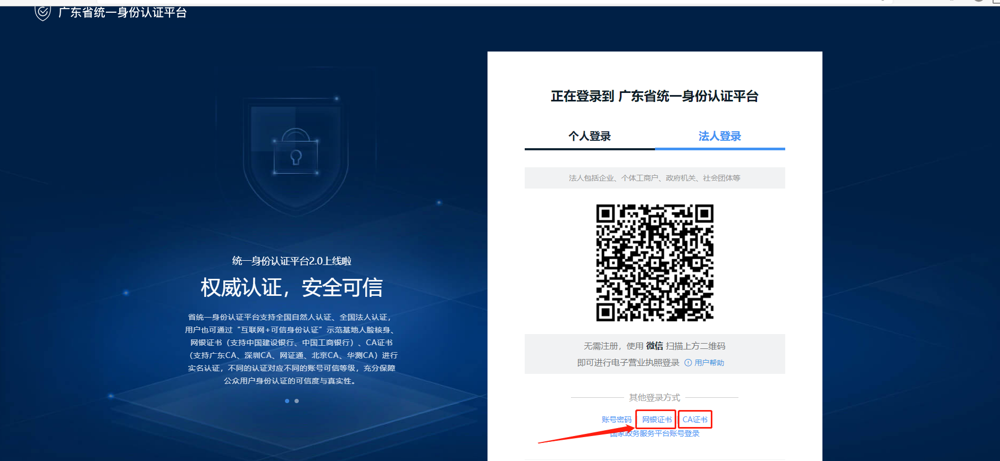 广东省统一身份认证平台
统一身份认证平台2.0上线啦
权威认证，安全可信
省统一身份认证平台支持全国自然人认证、全国法人认证，
用户也可通过“互联网+可信身份认证”示范基地人脸核身、
网银证书（支持中国建设银行、中国工商银行）、CA证书
（支持广东CA、深圳CA、网证通、北京CA、华测CA）进行
实名认证，不同的认证对应不同的账号可信等级，充分保障
公众用户身份认证的可信度与真实性。
正在登录到 广东省统一身份认证平台
个人登录 法人登录
法人包括企业、个体工商户、政府机关、社会团体等
无需注册，使用 微信 扫描上方二维码
即可进行电子营业执照登录 用户帮助
其他登录方式
账号密码 网银证书 CA证书
国家政务服务平台账号登录